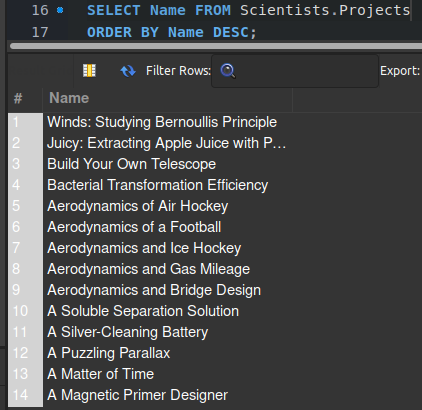 16 SELECT Name FROM Scientists.Projects
17 ORDER BY Name DESC;
Filter Rows: Export:
# Name
1 Winds: Studying Bernoullis Principle
2 Juicy: Extracting Apple Juice with P...
3 Build Your Own Telescope
4 Bacterial Transformation Efficiency
5 Aerodynamics of Air Hockey
6 Aerodynamics of a Football
7 Aerodynamics and Ice Hockey
8 Aerodynamics and Gas Mileage
9 Aerodynamics and Bridge Design
10 A Soluble Separation Solution
11 A Silver-Cleaning Battery
12 A Puzzling Parallax
13 A Matter of Time
14 A Magnetic Primer Designer